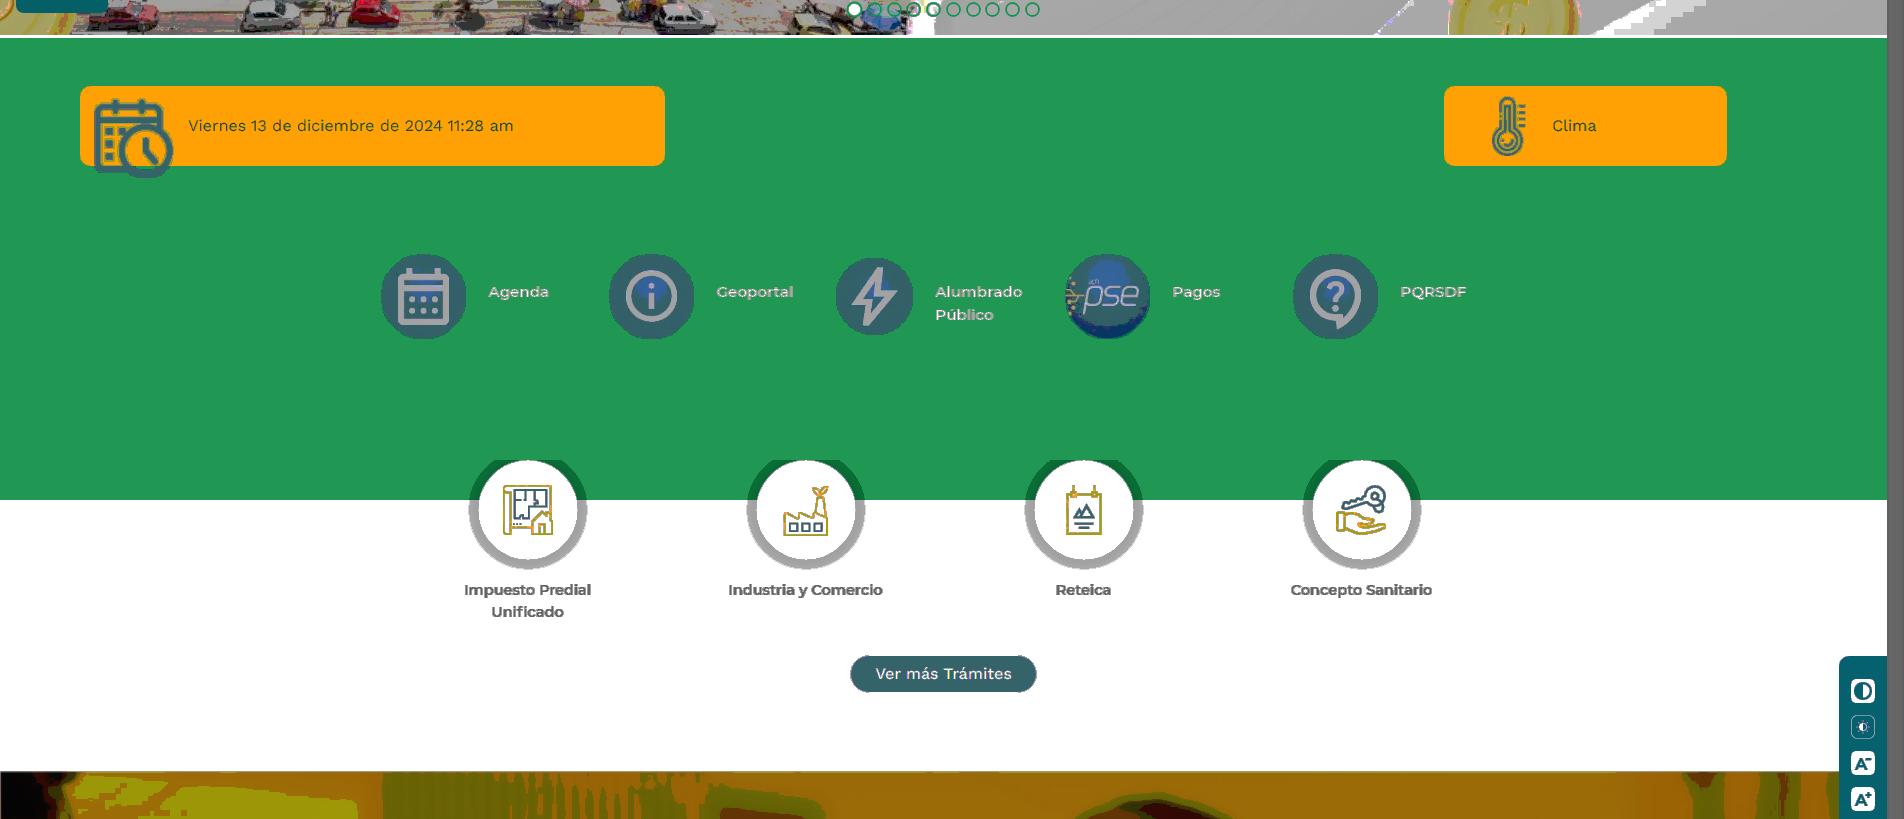 Viernes 13 de diciembre de 2024 11:28 am
Clima
Agenda
Geoportal
Alumbrado
Público
pse
Pagos
PQRSDF
Impuesto Predial
Unificado
Industria y Comercio
Reteica
Concepto Sanitario
Ver más Trámites
A-
A+